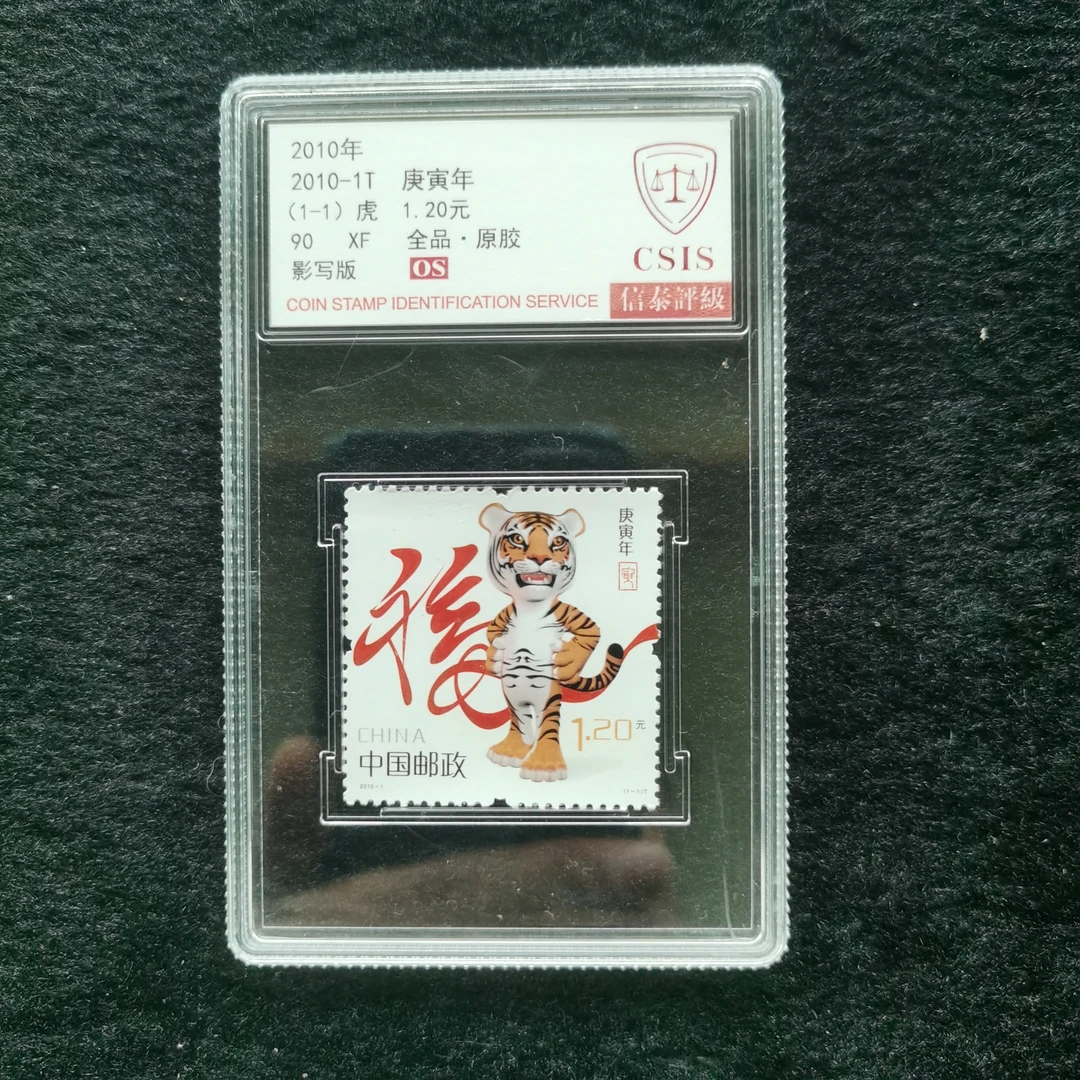 2010年
2010-1T 庚寅年
(1-1) 虎 1.20元
90 XF 全品·原胶
影写版 OS
COIN STAMP IDENTIFICATION SERVICE
CSIS
信泰評級
庚寅年
寅
福
1.20元
CHINA
中国邮政
2010-1
(1-1)T